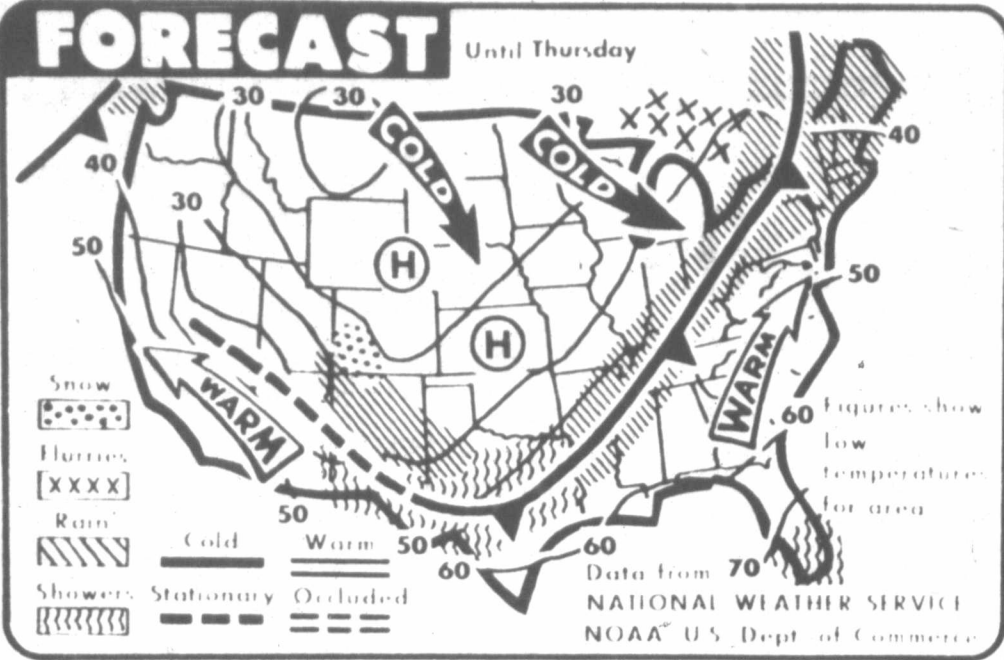 FORECAST
Until Thursday
30
30
30
COLD
COLD
40
40
30
50
H
50
H
WARM
WARM
Snow
60
Figures show
low
temperatures
for area
Flurries
XXXX
50
Rain
Cold
Warm
50
60
60
70
Data from
Showers
Stationary
Occluded
NATIONAL WEATHER SERVICE
NOAA U.S. Dept. of Commerce